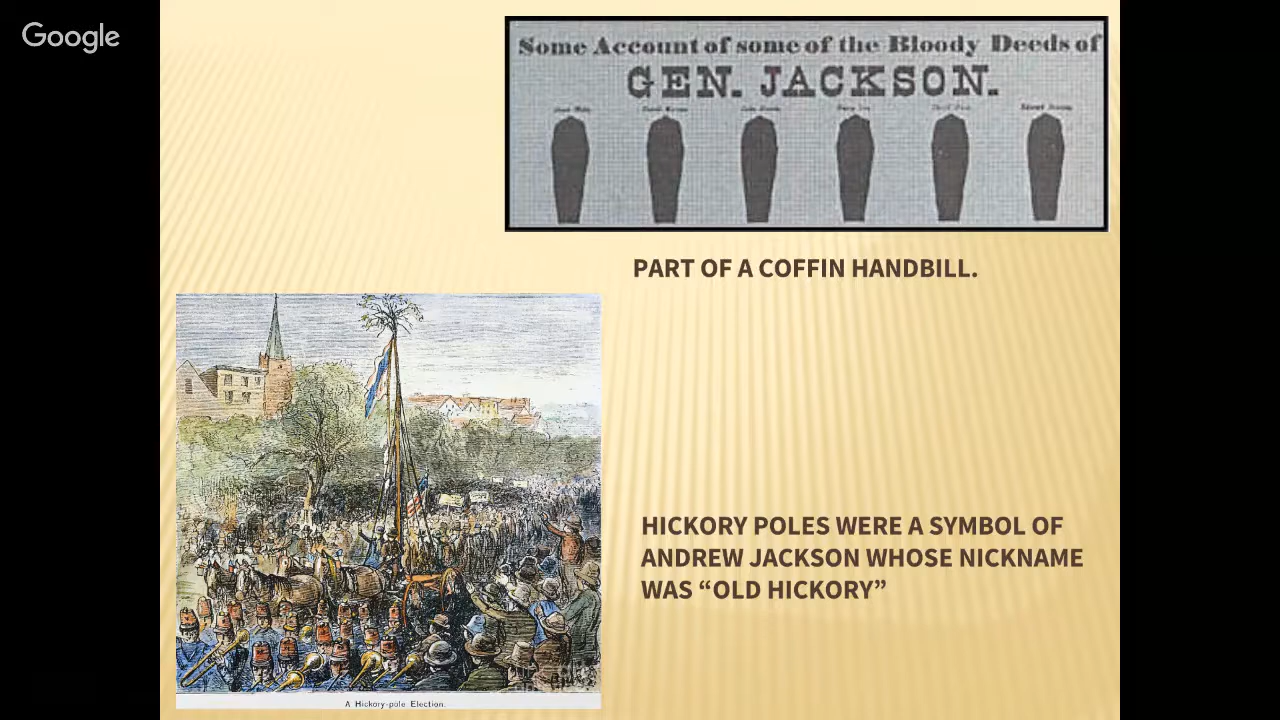 Google
Some Account of some of the Bloody Deeds of
GEN. JACKSON.
PART OF A COFFIN HANDBILL.
HICKORY POLES WERE A SYMBOL OF
ANDREW JACKSON WHOSE NICKNAME
WAS “OLD HICKORY”
A Hickory-pole Election.